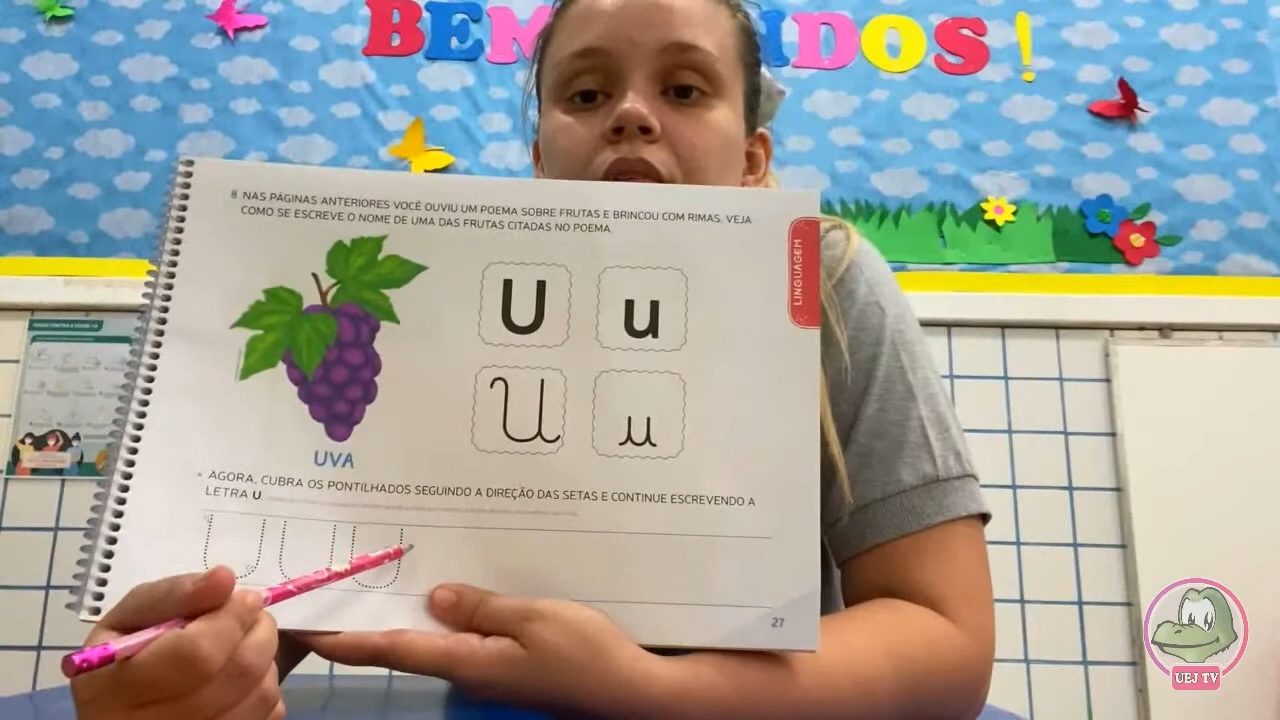 BEM DOS!
8. NAS PÁGINAS ANTERIORES VOCÊ OUVIU UM POEMA SOBRE FRUTAS E BRINCOU COM RIMAS. VEJA
COMO SE ESCREVE O NOME DE UMA DAS FRUTAS CITADAS NO POEMA.
LINGUAGEM
U u
U u
UVA
• AGORA, CUBRA OS PONTILHADOS SEGUINDO A DIREÇÃO DAS SETAS E CONTINUE ESCREVENDO A
LETRA U.
U U U
27
UEJ TV